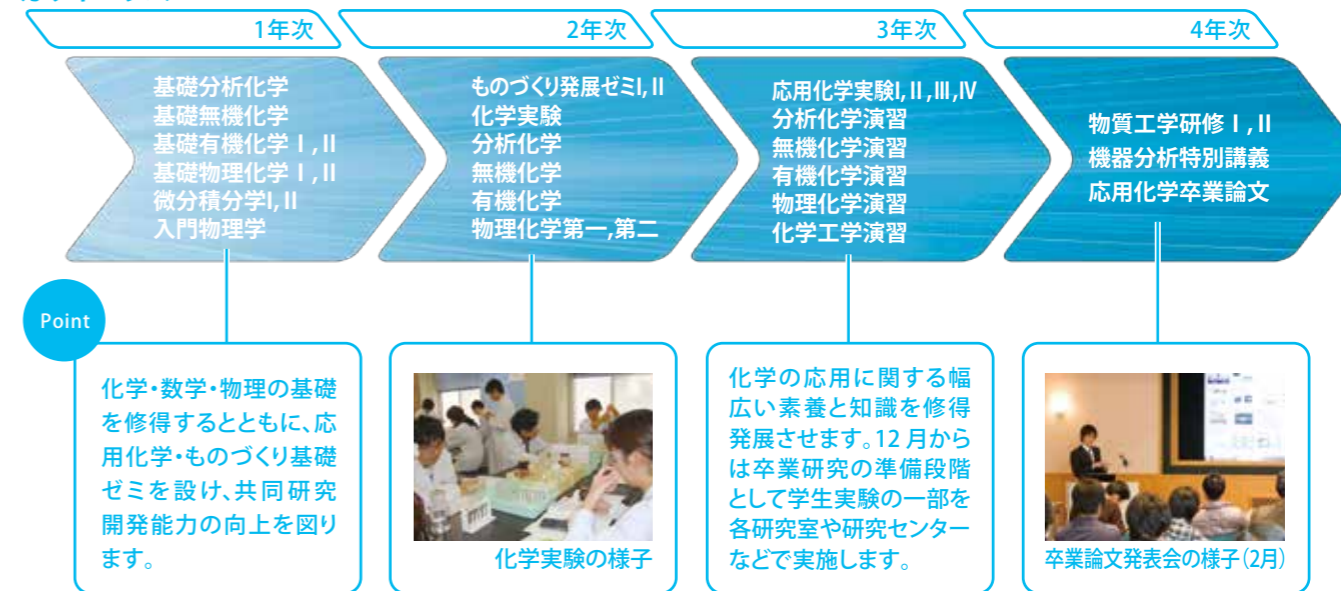 1年次
2年次
3年次
4年次
基礎分析化学
基礎無機化学
基礎有機化学Ⅰ,Ⅱ
基礎物理化学Ⅰ,Ⅱ
微分積分学I,Ⅱ
入門物理学
ものづくり発展ゼミI,Ⅱ
化学実験
分析化学
無機化学
有機化学
物理化学第一,第二
応用化学実験I,Ⅱ,Ⅲ,Ⅳ
分析化学演習
無機化学演習
有機化学演習
物理化学演習
化学工学演習
物質工学研修Ⅰ,Ⅱ
機器分析特別講義
応用化学卒業論文
Point
化学・数学・物理の基礎
を修得するとともに、応
用化学・ものづくり基礎
ゼミを設け、共同研究
開発能力の向上を図り
ます。
化学実験の様子
化学の応用に関する幅
広い素養と知識を修得
発展させます。12月から
は卒業研究の準備段階
として学生実験の一部を
各研究室や研究センター
などで実施します。
卒業論文発表会の様子(2月)